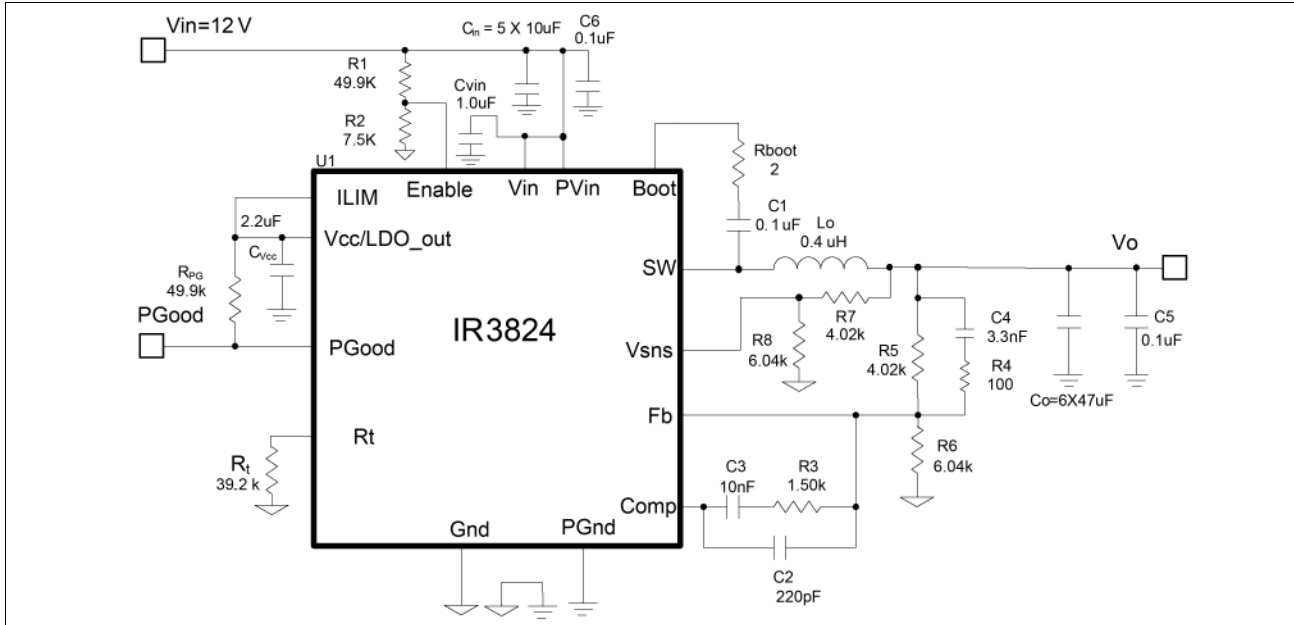 Vin=12 V
Cin = 5 X 10uF
C6
0.1uF
R1
49.9K
Cvin
1.0uF
R2
7.5K
U1
Enable
Vin
PVin
Boot
Rboot
2
C1
0.1uF
Lo
0.4 uH
Vo
ILIM
2.2uF
Vcc/LDO_out
CVcc
RPG
49.9k
PGood
PGood
IR3824
SW
Vsns
R7
4.02k
R8
6.04k
R5
4.02k
C4
3.3nF
R4
100
C5
0.1uF
Co=6X47uF
Fb
R6
6.04k
Rt
Rt
39.2 k
C3
10nF
R3
1.50k
Comp
Gnd
PGnd
C2
220pF